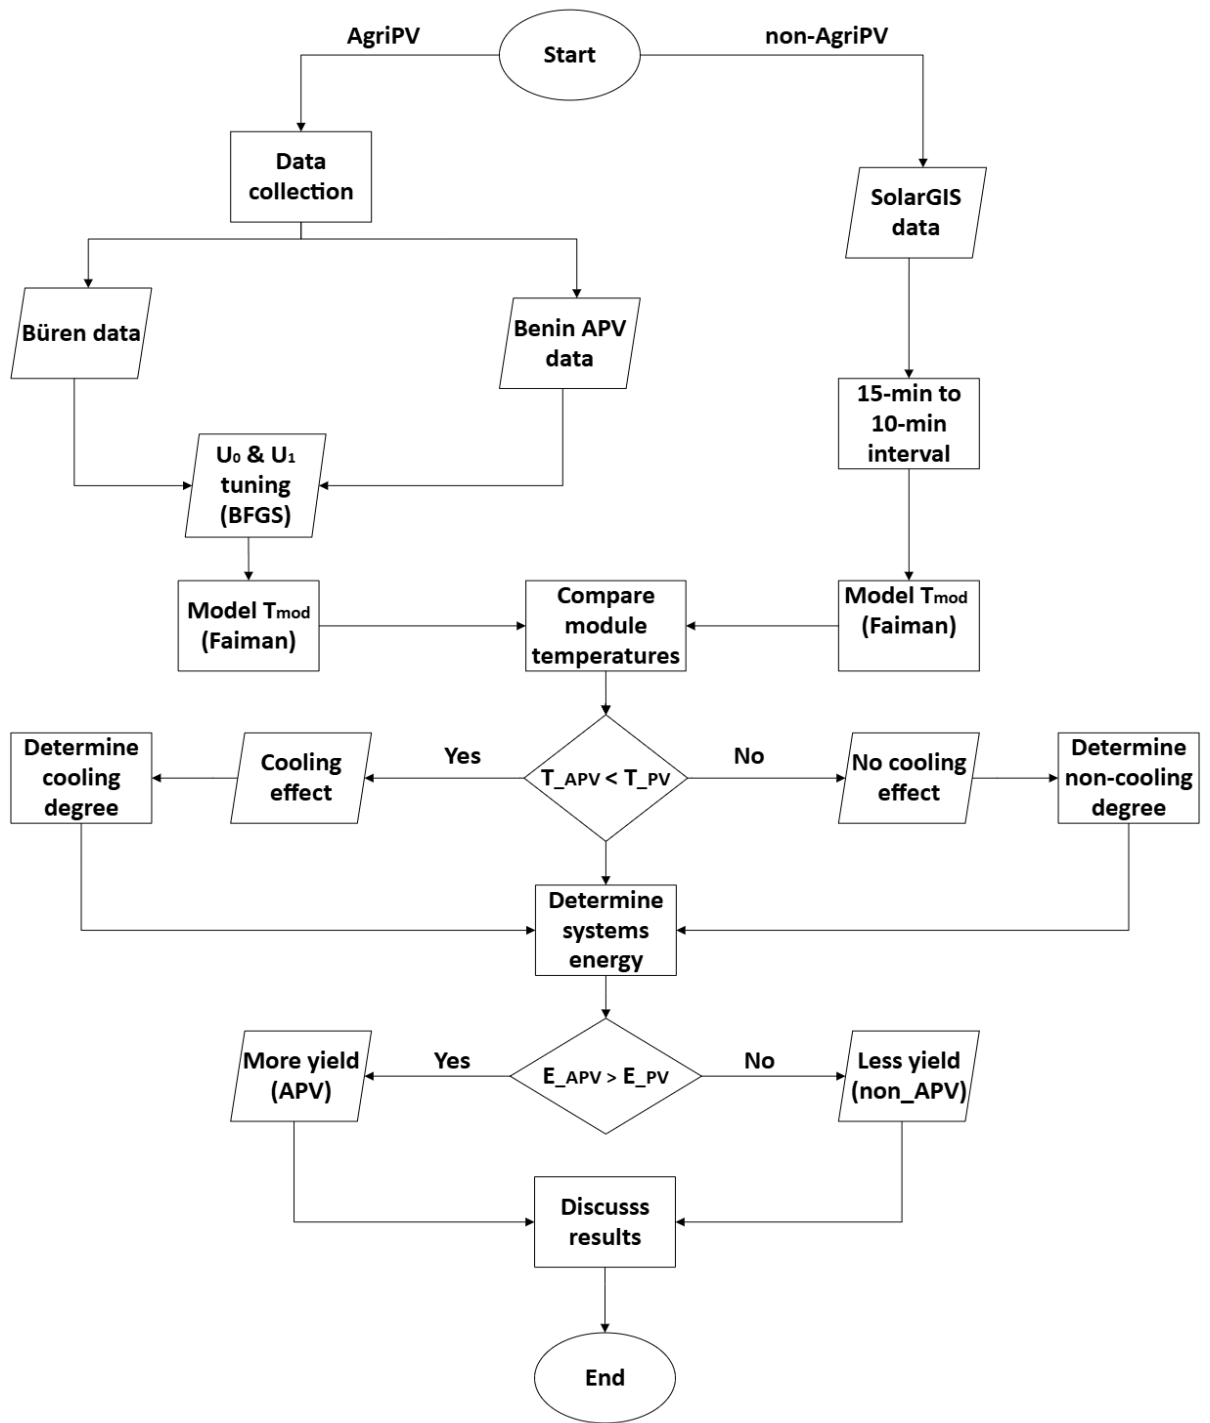 AgriPV
Start
non-AgriPV
Data
collection
SolarGIS
data
Büren data
Benin APV
data
15-min to
10-min
interval
U₀ & U₁
tuning
(BFGS)
Model Tmod
(Faiman)
Compare
module
temperatures
Model Tmod
(Faiman)
Determine
cooling
degree
Cooling
effect
Yes
T_APV < T_PV
No
No cooling
effect
Determine
non-cooling
degree
Determine
systems
energy
More yield
(APV)
Yes
E_APV > E_PV
No
Less yield
(non_APV)
Discusss
results
End